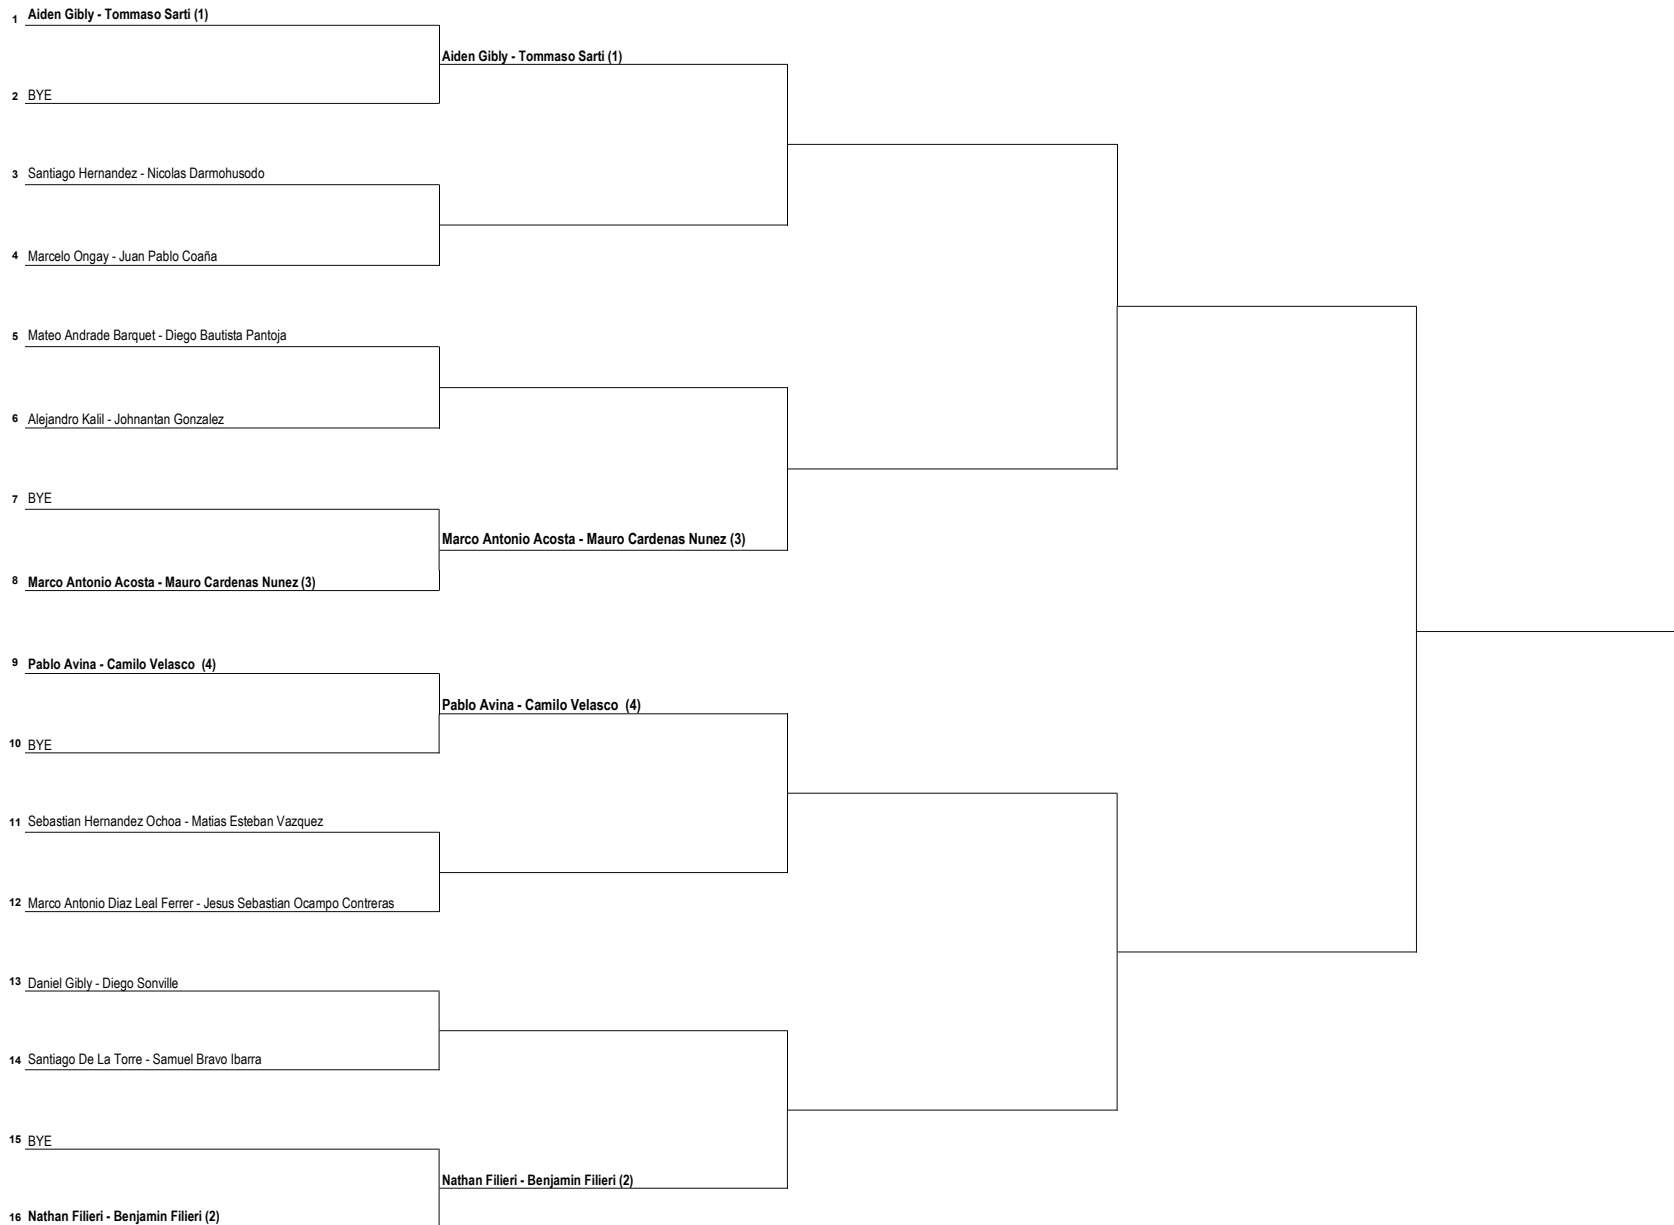 1 Aiden Gibly - Tommaso Sarti (1)
Aiden Gibly - Tommaso Sarti (1)
2 BYE
3 Santiago Hernandez - Nicolas Darmohusodo
4 Marcelo Ongay - Juan Pablo Coaña
5 Mateo Andrade Barquet - Diego Bautista Pantoja
6 Alejandro Kalil - Johnantan Gonzalez
7 BYE
Marco Antonio Acosta - Mauro Cardenas Nunez (3)
8 Marco Antonio Acosta - Mauro Cardenas Nunez (3)
9 Pablo Avina - Camilo Velasco (4)
Pablo Avina - Camilo Velasco (4)
10 BYE
11 Sebastian Hernandez Ochoa - Matias Esteban Vazquez
12 Marco Antonio Diaz Leal Ferrer - Jesus Sebastian Ocampo Contreras
13 Daniel Gibly - Diego Sonville
14 Santiago De La Torre - Samuel Bravo Ibarra
15 BYE
Nathan Filieri - Benjamin Filieri (2)
16 Nathan Filieri - Benjamin Filieri (2)